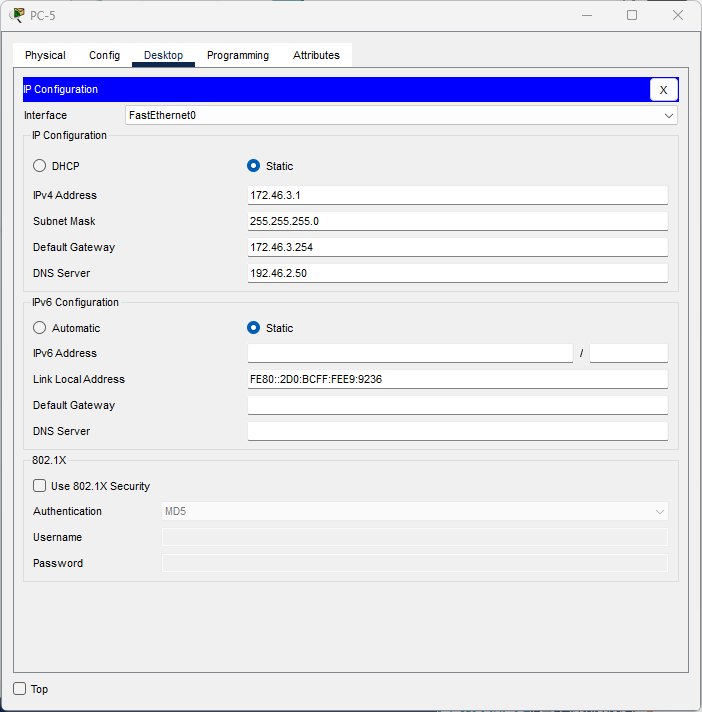 PC-5
Physical Config Desktop Programming Attributes
IP Configuration X
Interface FastEthernet0
IP Configuration
DHCP Static
IPv4 Address 172.46.3.1
Subnet Mask 255.255.255.0
Default Gateway 172.46.3.254
DNS Server 192.46.2.50
IPv6 Configuration
Automatic Static
IPv6 Address /
Link Local Address FE80::2D0:BCFF:FEE9:9236
Default Gateway
DNS Server
802.1X
Use 802.1X Security
Authentication MD5
Username
Password
Top